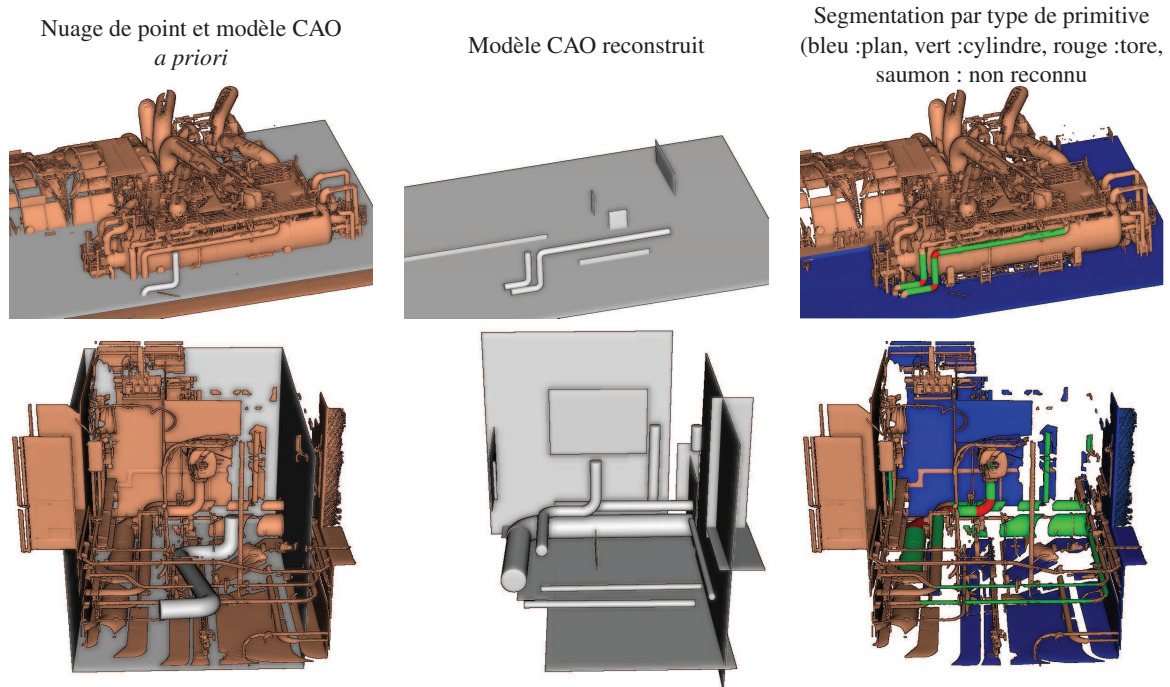 Nuage de point et modèle CAO
a priori
Modèle CAO reconstruit
Segmentation par type de primitive
(bleu :plan, vert :cylindre, rouge :tore,
saumon : non reconnu